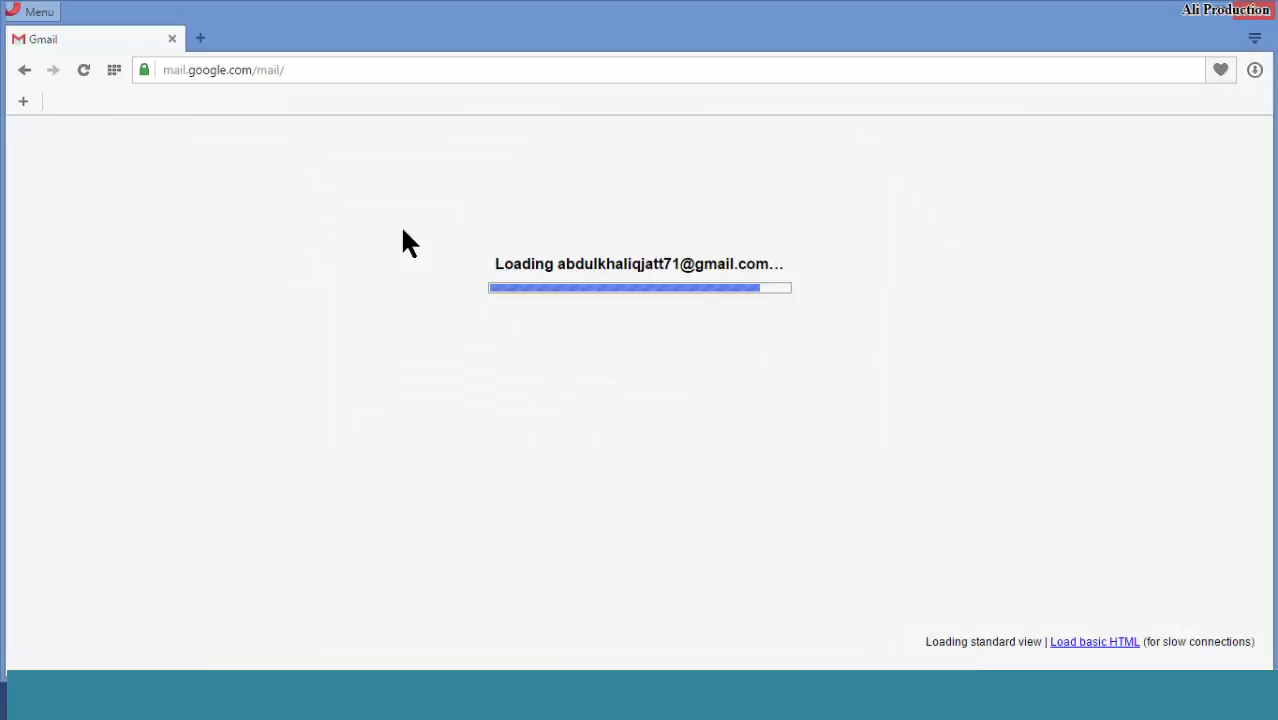 Menu
Ali Production
Gmail
mail.google.com/mail/
Loading abdulkhaliqjatt71@gmail.com...
Loading standard view | Load basic HTML (for slow connections)